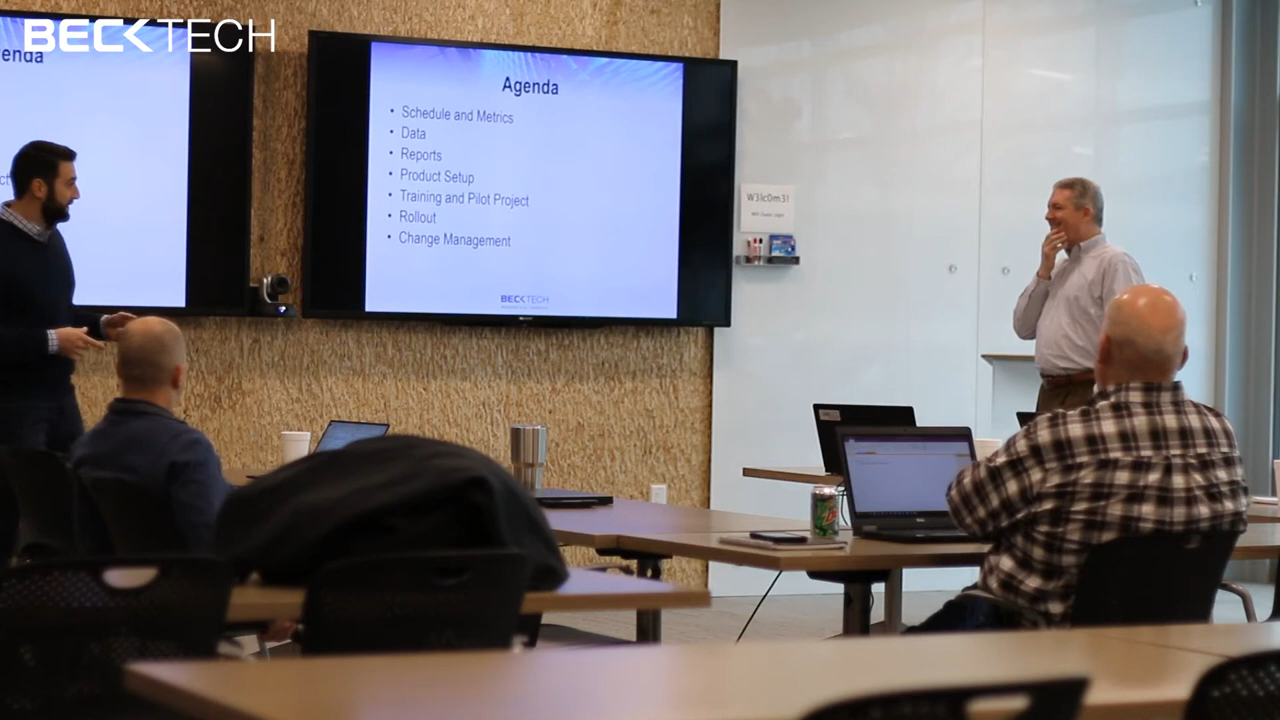 BECKTECH
enda
Agenda
• Schedule and Metrics
• Data
• Reports
• Product Setup
• Training and Pilot Project
• Rollout
• Change Management
BECKTECH
W3lc0m3!